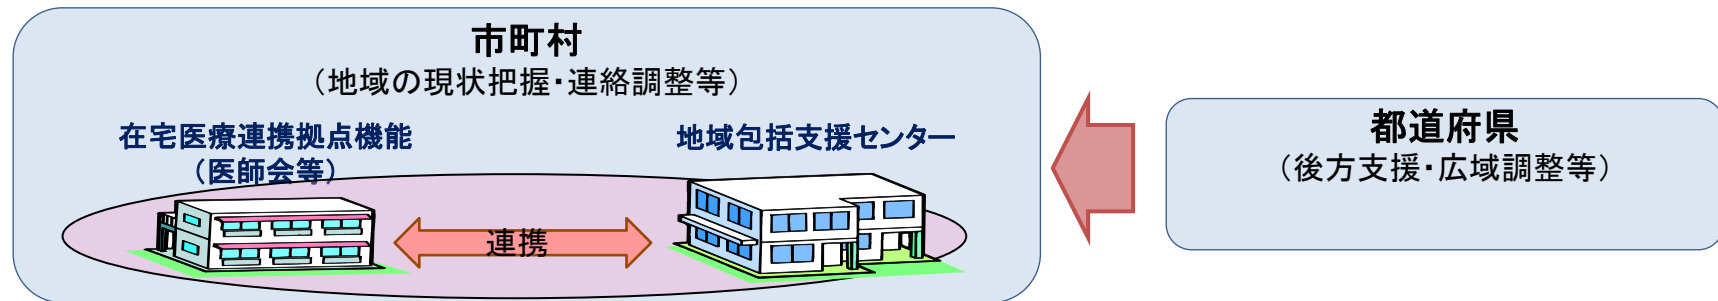 市町村
（地域の現状把握・連絡調整等）
在宅医療連携拠点機能
（医師会等）
地域包括支援センター
連携
都道府県
（後方支援・広域調整等）